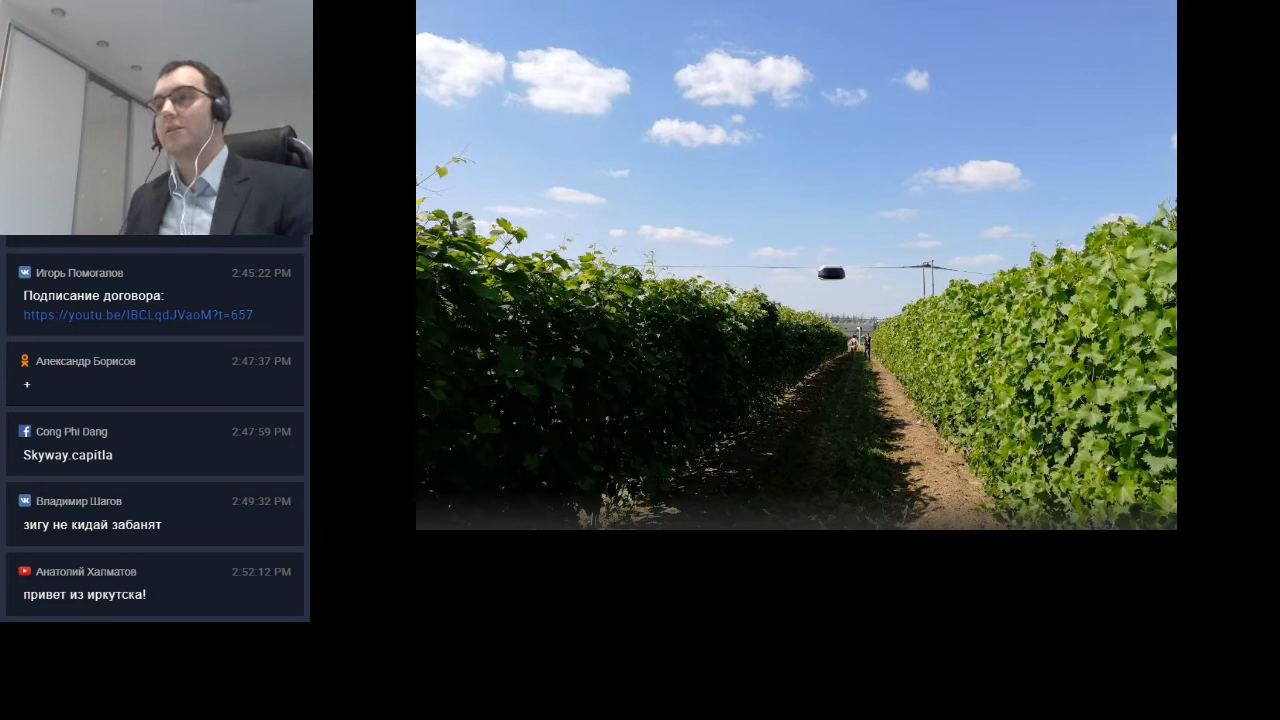 Игорь Помогалов 2:45:22 PM
Подписание договора:
https://youtu.be/IBCLqdJVaoM?t=657
Александр Борисов 2:47:37 PM
+
Cong Phi Dang 2:47:59 PM
Skyway.capitla
Владимир Шагов 2:49:32 PM
зигу не кидай забанят
Анатолий Халматов 2:52:12 PM
привет из иркутска!